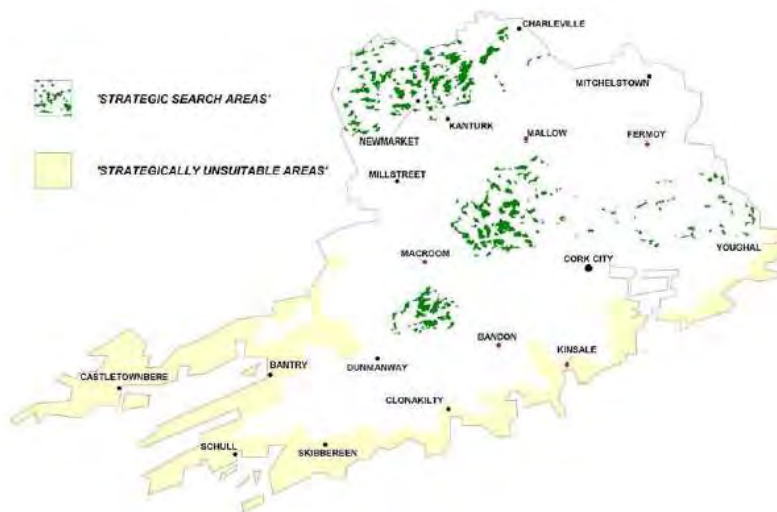 CHARLEVILLE
'STRATEGIC SEARCH AREAS'
MITCHELSTOWN
KANTURK
NEWMARKET
MALLOW
FERMOY
'STRATEGICALLY UNSUITABLE AREAS'
MILLSTREET
YOUGHAL
MACROOM
CORK CITY
BANDON
KINSALE
BANTRY
DUNMANWAY
CASTLETOWNBERE
CLONAKILTY
SCHULL
SKIBBEREEN